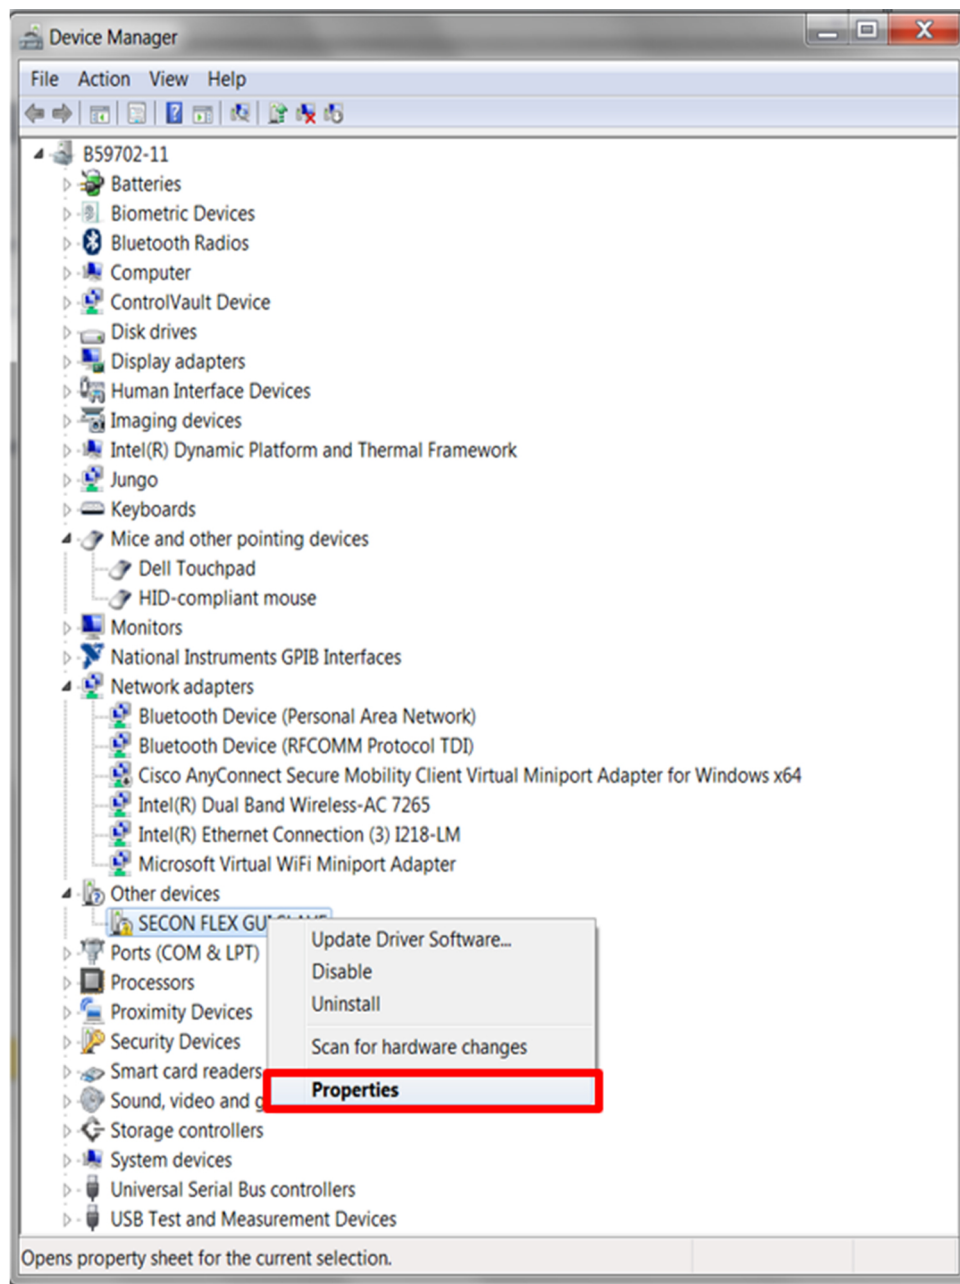 Device Manager
File Action View Help
B59702-11
Batteries
Biometric Devices
Bluetooth Radios
Computer
ControlVault Device
Disk drives
Display adapters
Human Interface Devices
Imaging devices
Intel(R) Dynamic Platform and Thermal Framework
Jungo
Keyboards
Mice and other pointing devices
Dell Touchpad
HID-compliant mouse
Monitors
National Instruments GPIB Interfaces
Network adapters
Bluetooth Device (Personal Area Network)
Bluetooth Device (RFCOMM Protocol TDI)
Cisco AnyConnect Secure Mobility Client Virtual Miniport Adapter for Windows x64
Intel(R) Dual Band Wireless-AC 7265
Intel(R) Ethernet Connection (3) I218-LM
Microsoft Virtual WiFi Miniport Adapter
Other devices
SECON FLEX
Update Driver Software...
Disable
Uninstall
Scan for hardware changes
Properties
Ports (COM & LPT)
Processors
Proximity Devices
Security Devices
Smart card readers
Sound, video and
Storage controllers
System devices
Universal Serial Bus controllers
USB Test and Measurement Devices
Opens property sheet for the current selection.